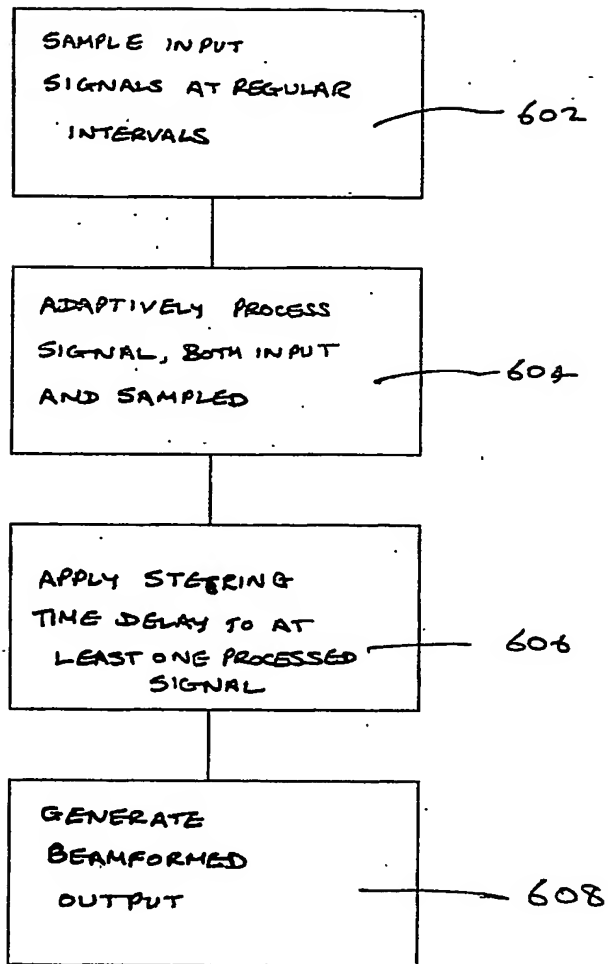 SAMPLE INPUT
SIGNALS AT REGULAR
INTERVALS
602
ADAPTIVELY PROCESS
SIGNAL, BOTH INPUT
AND SAMPLED
604
APPLY STEERING
TIME DELAY TO AT
LEAST ONE PROCESSED
SIGNAL
606
GENERATE
BEAMFORMED
OUTPUT
608